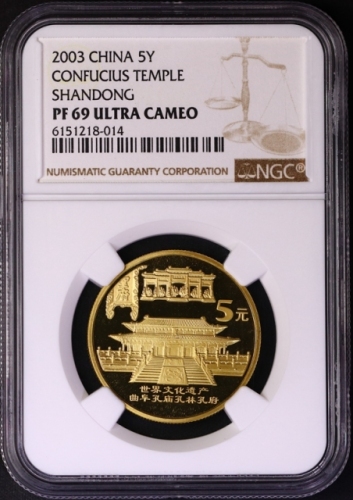 2003 CHINA 5Y
CONFUCIUS TEMPLE
SHANDONG
PF 69 ULTRA CAMEO
6151218-014
NUMISMATIC GUARANTY CORPORATION
NGC
5元
世界文化遗产
曲阜孔庙孔林孔府